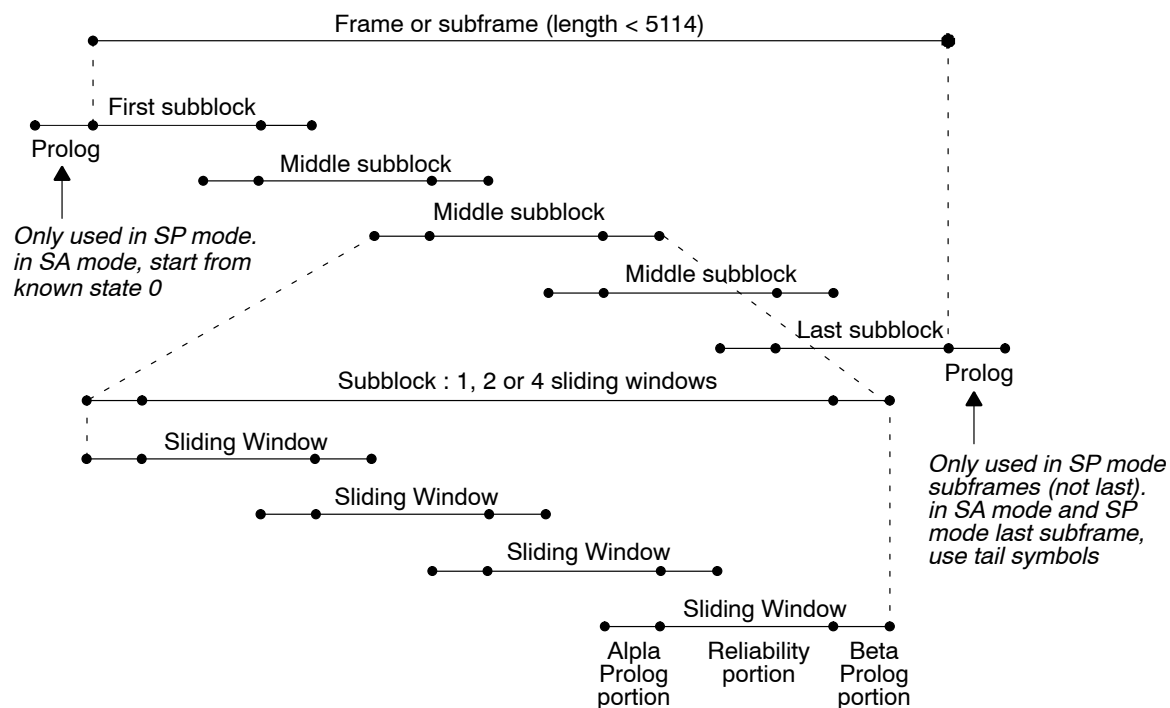 Frame or subframe (length < 5114)
First subblock
Prolog
Middle subblock
Only used in SP mode.
in SA mode, start from
known state 0
Middle subblock
Middle subblock
Last subblock
Prolog
Subblock : 1, 2 or 4 sliding windows
Sliding Window
Only used in SP mode
subframes (not last).
in SA mode and SP
mode last subframe,
use tail symbols
Sliding Window
Sliding Window
Sliding Window
Alpla
Prolog
portion
Reliability
portion
Beta
Prolog
portion